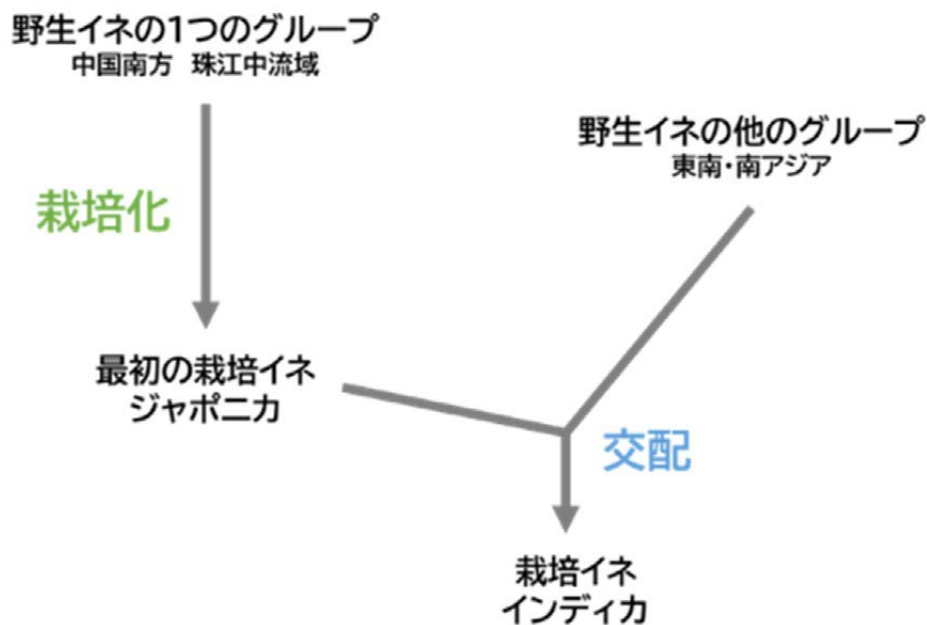 野生イネの1つのグループ
中国南方 珠江中流域
野生イネの他のグループ
東南・南アジア
栽培化
最初の栽培イネ
ジャポニカ
交配
栽培イネ
インディカ